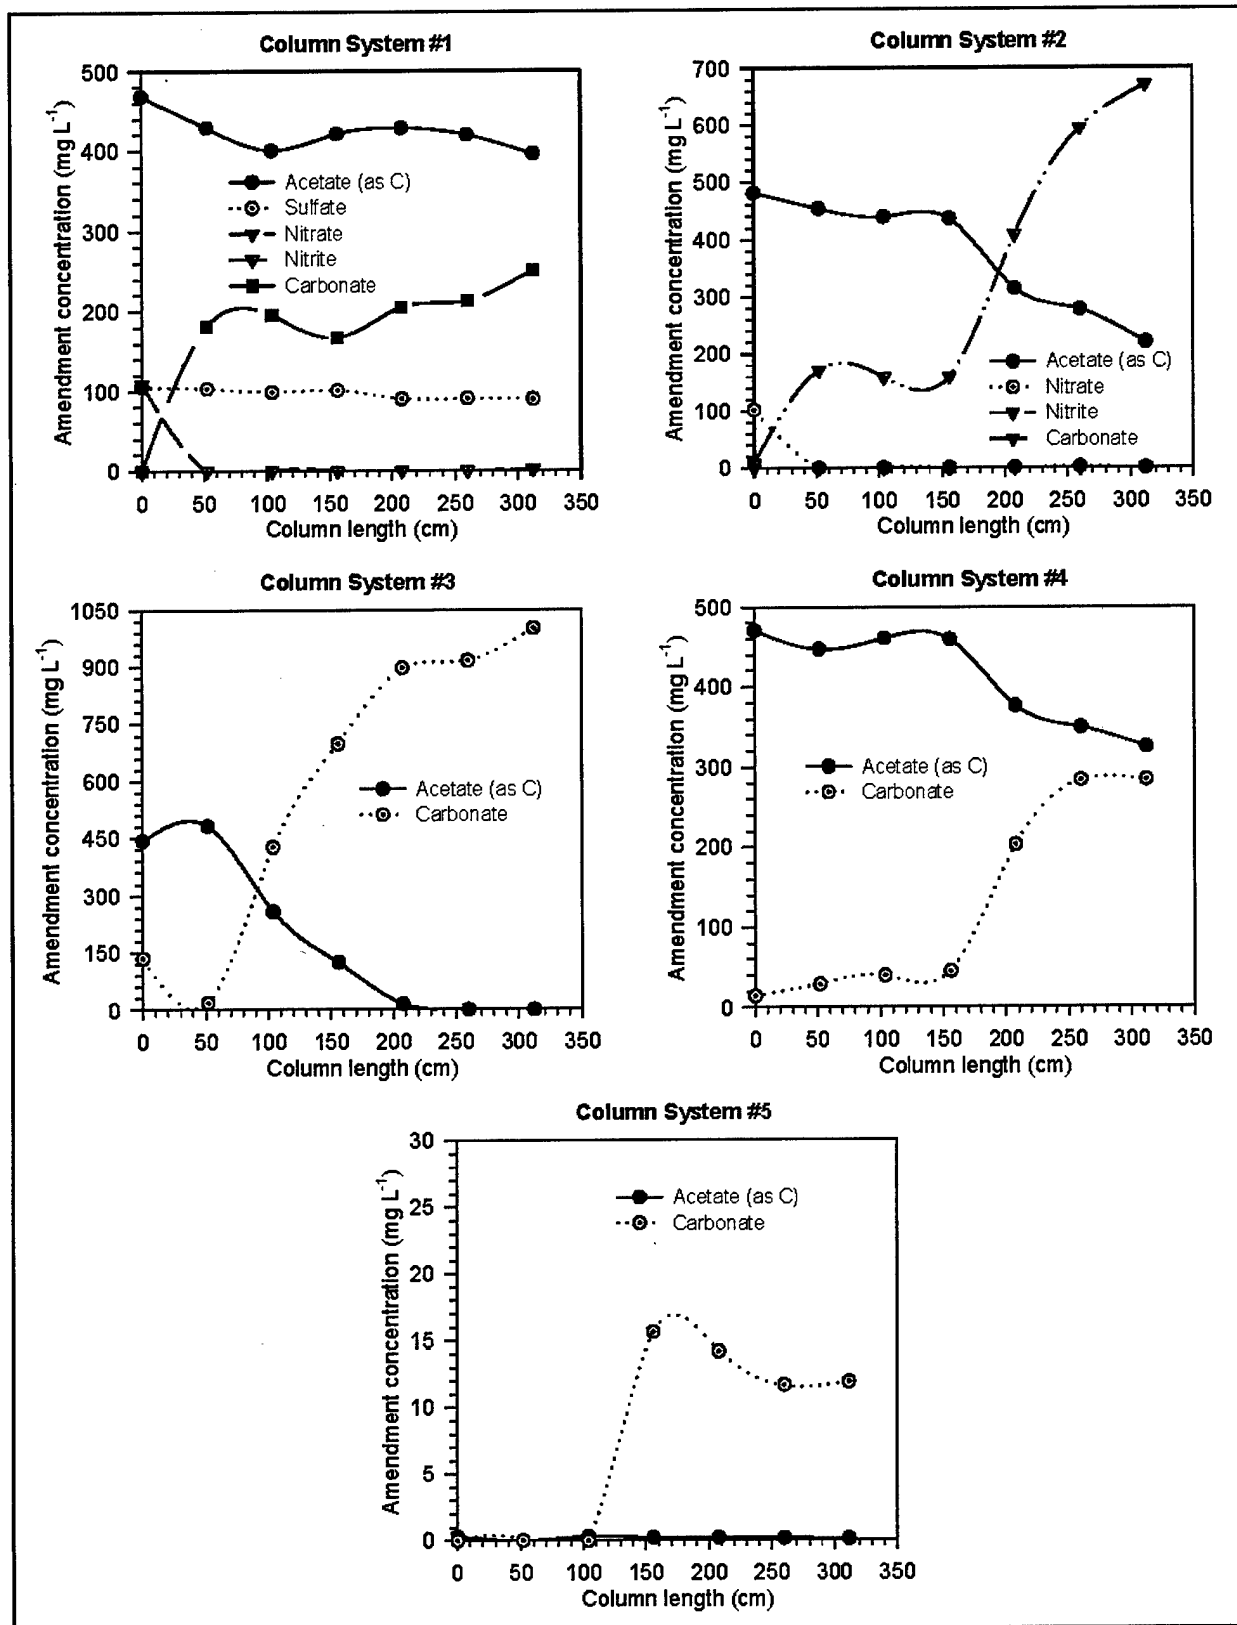 Column System #1
Amendment concentration (mg L-1)
500
400
300
200
100
0
Acetate (as C)
Sulfate
Nitrate
Nitrite
Carbonate
0 50 100 150 200 250 300 350
Column length (cm)
Column System #2
Amendment concentration (mg L-1)
700
600
500
400
300
200
100
0
Acetate (as C)
Nitrate
Nitrite
Carbonate
0 50 100 150 200 250 300 350
Column length (cm)
Column System #3
Amendment concentration (mg L-1)
1050
900
750
600
450
300
150
0
Acetate (as C)
Carbonate
0 50 100 150 200 250 300 350
Column length (cm)
Column System #4
Amendment concentration (mg L-1)
500
400
300
200
100
0
Acetate (as C)
Carbonate
0 50 100 150 200 250 300 350
Column length (cm)
Column System #5
Amendment concentration (mg L-1)
30
25
20
15
10
5
0
Acetate (as C)
Carbonate
0 50 100 150 200 250 300 350
Column length (cm)